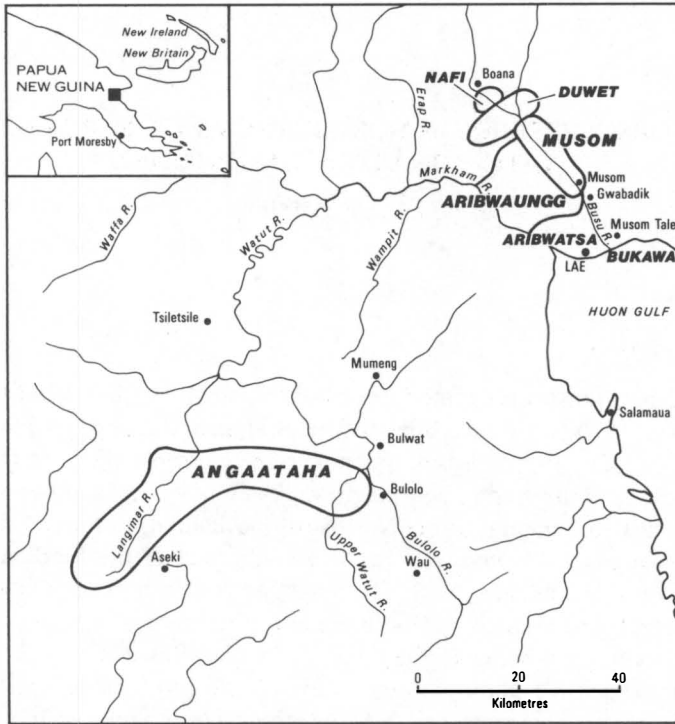 New Ireland
New Britain
PAPUA
NEW GUINA
Port Moresby
NAFI
Boana
DUWET
Erap R.
MUSOM
Markham R.
Musom
Gwabadik
ARIBWAUNGG
Busu R.
Waffa R.
Watut R.
Wampit R.
ARIBWATSA
Musom Tale
LAE
BUKAWA
HUON GULF
Tsiletsile
Mumeng
Salamaua
Bulwat
ANGAATAHA
Langimar R.
Bulolo
Upper Watut R.
Bulolo R.
Aseki
Wau
0 20 40
Kilometres